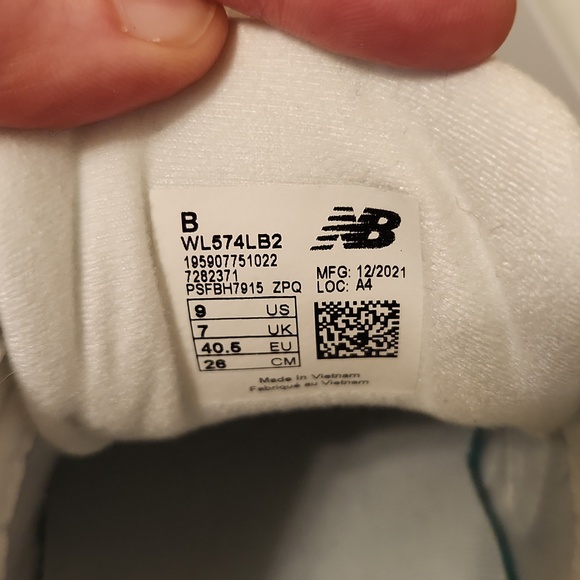 B
WL574LB2
195907751022
7282371
PSFBH7915 ZPQ
NB
MFG: 12/2021
LOC: A4
9 US
7 UK
40.5 EU
26 CM
Made in Vietnam
Fabriqué au Vietnam